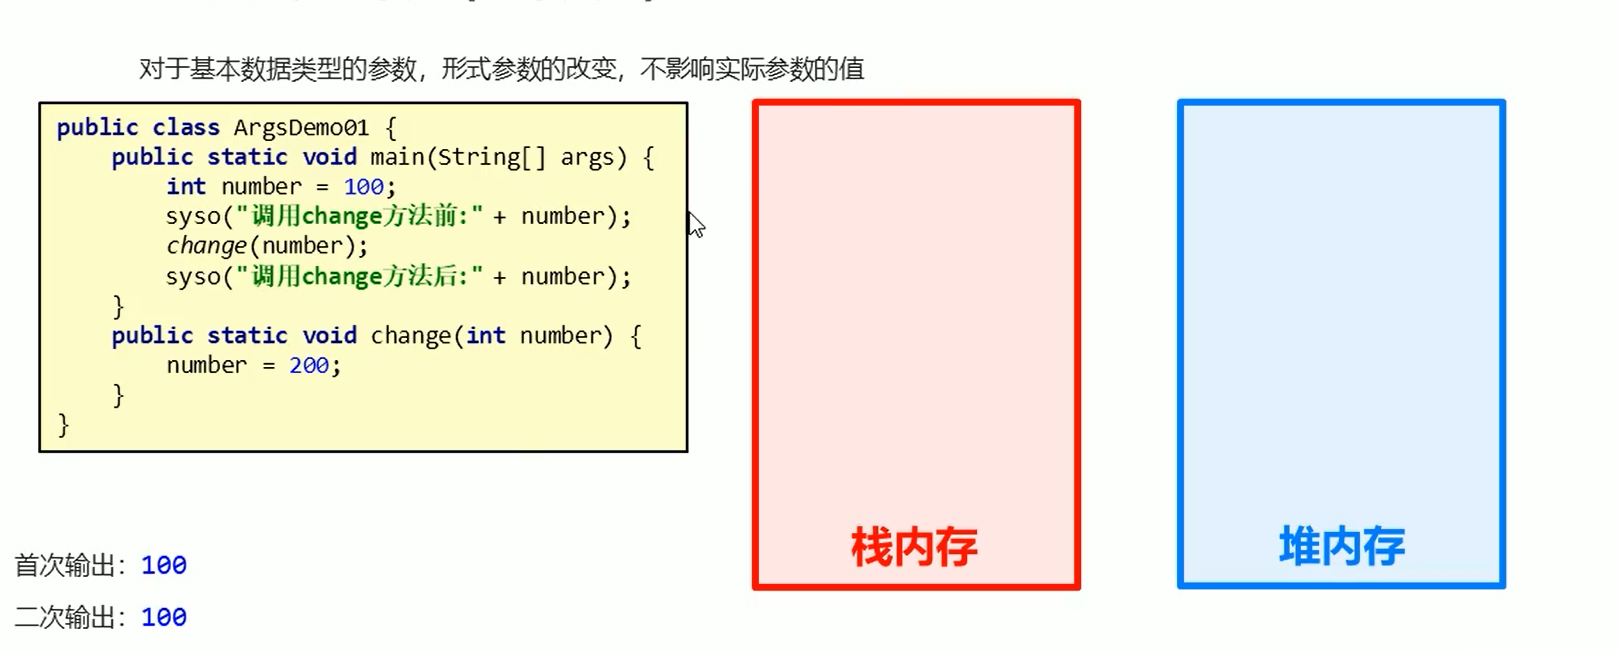 对于基本数据类型的参数，形式参数的改变，不影响实际参数的值
public class ArgsDemo01 {
    public static void main(String[] args) {
        int number = 100;
        syso("调用change方法前:" + number);
        change(number);
        syso("调用change方法后:" + number);
    }
    public static void change(int number) {
        number = 200;
    }
}
栈内存
堆内存
首次输出：100
二次输出：100